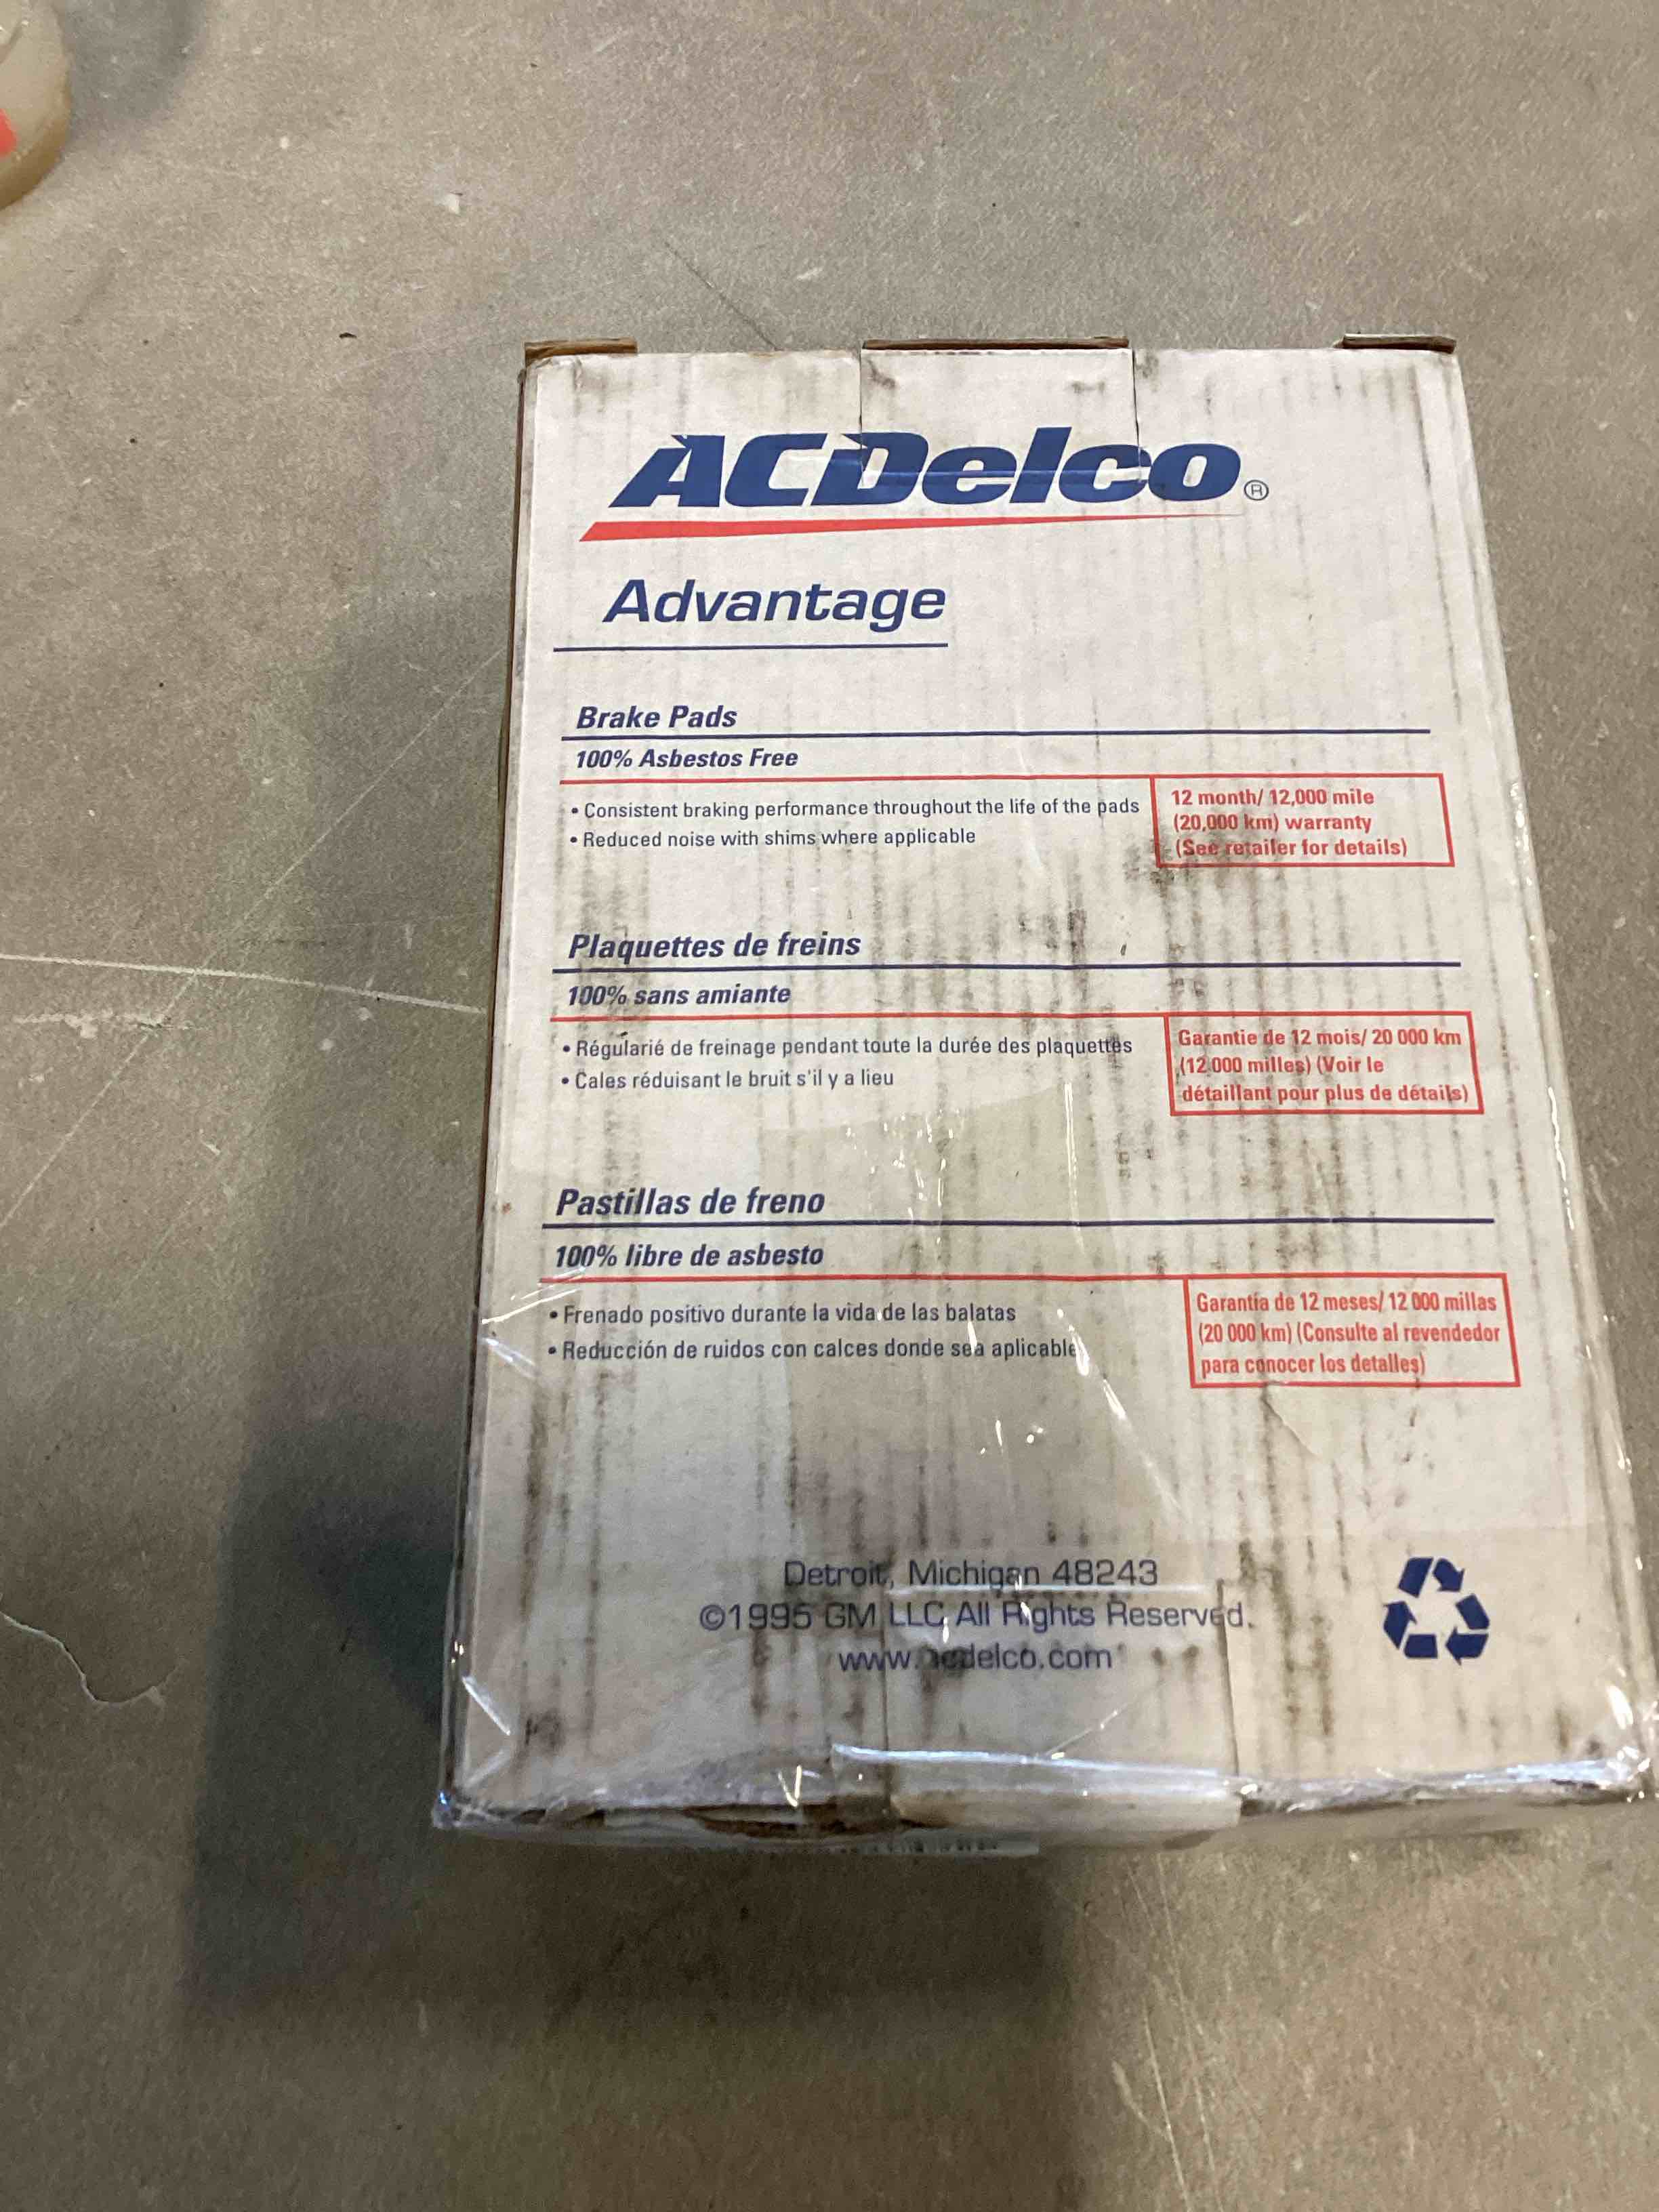 ACDelco®
Advantage
Brake Pads
100% Asbestos Free
• Consistent braking performance throughout the life of the pads
• Reduced noise with shims where applicable
12 month/ 12,000 mile
(20,000 km) warranty
(See retailer for details)
Plaquettes de freins
100% sans amiante
• Régularié de freinage pendant toute la durée des plaquettes
• Cales réduisant le bruit s'il y a lieu
Garantie de 12 mois/ 20 000 km
(12 000 milles) (Voir le
détaillant pour plus de détails)
Pastillas de freno
100% libre de asbesto
• Frenado positivo durante la vida de las balatas
• Reducción de ruidos con calces donde sea aplicable
Garantía de 12 meses/ 12 000 millas
(20 000 km) (Consulte al revendedor
para conocer los detalles)
Detroit, Michigan 48243
©1995 GM LLC All Rights Reserved.
www.acdelco.com